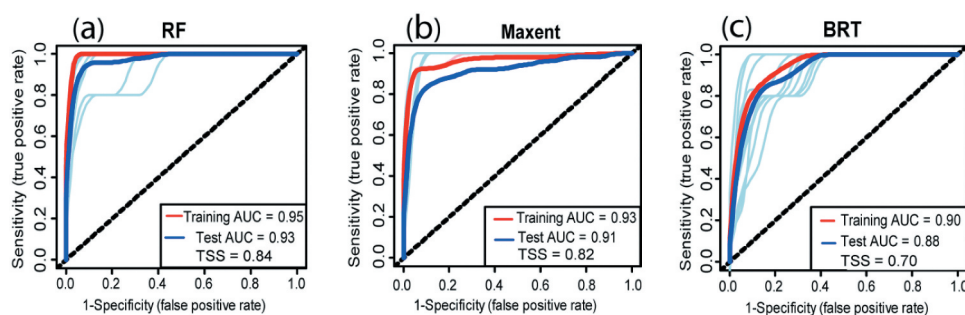 (a) RF
Sensitivity (true positive rate)
0.0 0.2 0.4 0.6 0.8 1.0
Training AUC = 0.95
Test AUC = 0.93
TSS = 0.84
0.0 0.2 0.4 0.6 0.8 1.0
1-Specificity (false positive rate)
(b) Maxent
Sensitivity (true positive rate)
0.0 0.2 0.4 0.6 0.8 1.0
Training AUC = 0.93
Test AUC = 0.91
TSS = 0.82
0.0 0.2 0.4 0.6 0.8 1.0
1-Specificity (false positive rate)
(c) BRT
Sensitivity (true positive rate)
0.0 0.2 0.4 0.6 0.8 1.0
Training AUC = 0.90
Test AUC = 0.88
TSS = 0.70
0.0 0.2 0.4 0.6 0.8 1.0
1-Specificity (false positive rate)